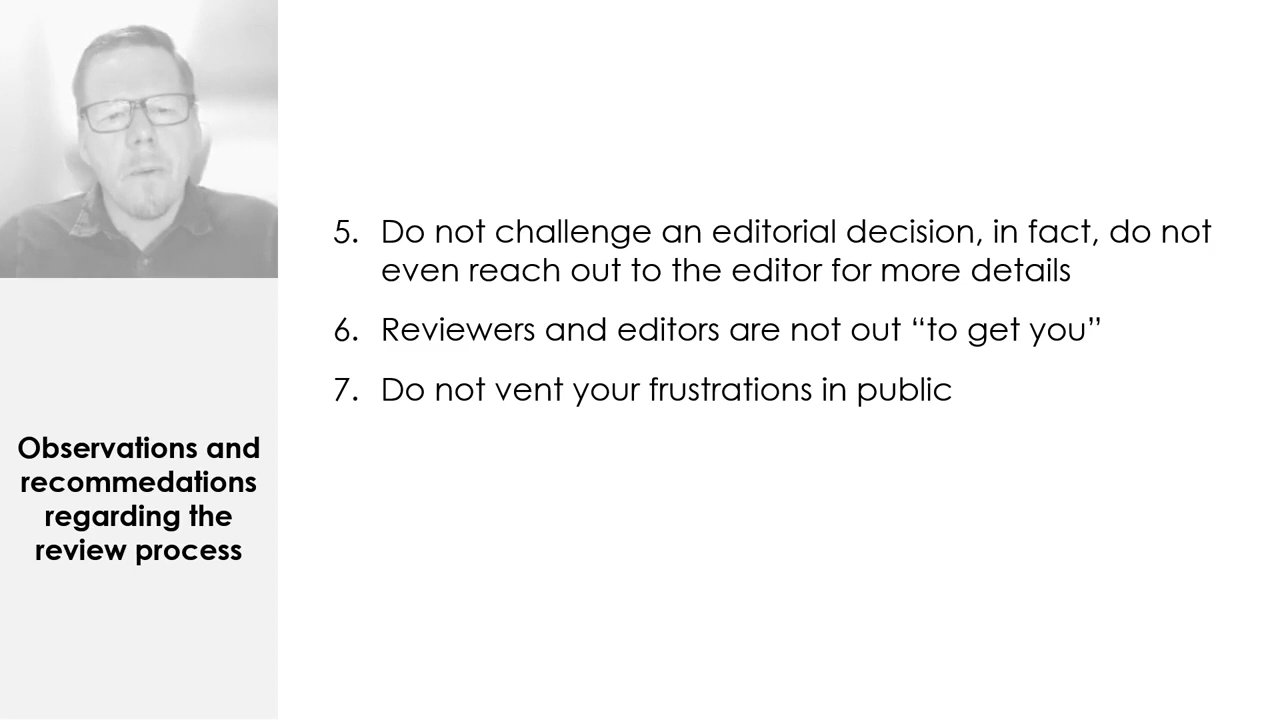 5. Do not challenge an editorial decision, in fact, do not
even reach out to the editor for more details
6. Reviewers and editors are not out “to get you”
7. Do not vent your frustrations in public
Observations and
recommedations
regarding the
review process